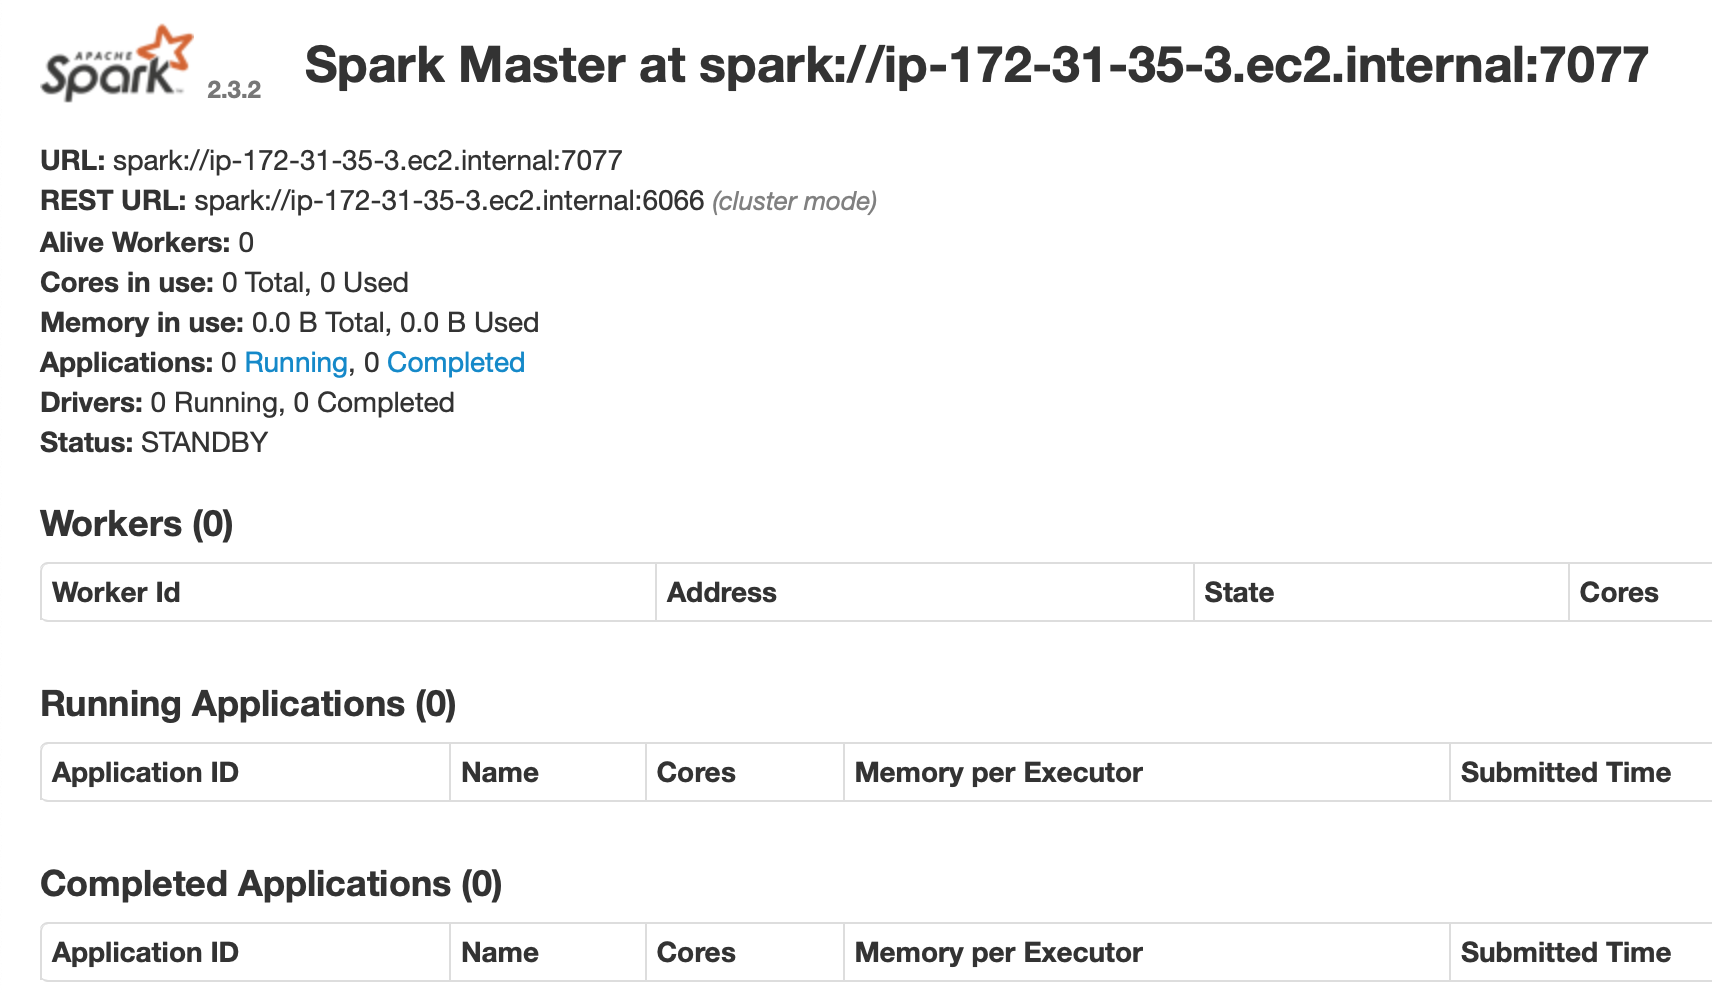 APACHE
Spark™ 2.3.2 Spark Master at spark://ip-172-31-35-3.ec2.internal:7077
URL: spark://ip-172-31-35-3.ec2.internal:7077
REST URL: spark://ip-172-31-35-3.ec2.internal:6066 (cluster mode)
Alive Workers: 0
Cores in use: 0 Total, 0 Used
Memory in use: 0.0 B Total, 0.0 B Used
Applications: 0 Running, 0 Completed
Drivers: 0 Running, 0 Completed
Status: STANDBY
Workers (0)
Worker Id Address State Cores
Running Applications (0)
Application ID Name Cores Memory per Executor Submitted Time
Completed Applications (0)
Application ID Name Cores Memory per Executor Submitted Time